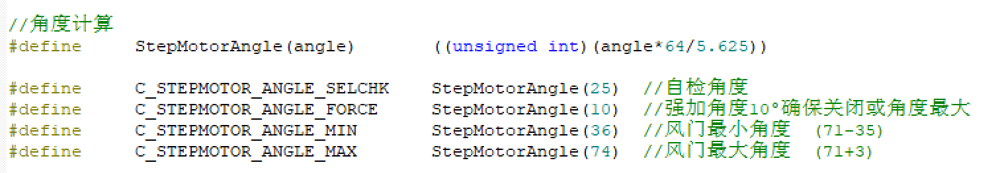 //角度计算
#define StepMotorAngle(angle) ((unsigned int)(angle*64/5.625))
#define C_STEPMOTOR_ANGLE_SELCHK StepMotorAngle(25) //自检角度
#define C_STEPMOTOR_ANGLE_FORCE StepMotorAngle(10) //强加角度10°确保关闭或角度最大
#define C_STEPMOTOR_ANGLE_MIN StepMotorAngle(36) //风门最小角度 (71-35)
#define C_STEPMOTOR_ANGLE_MAX StepMotorAngle(74) //风门最大角度 (71+3)